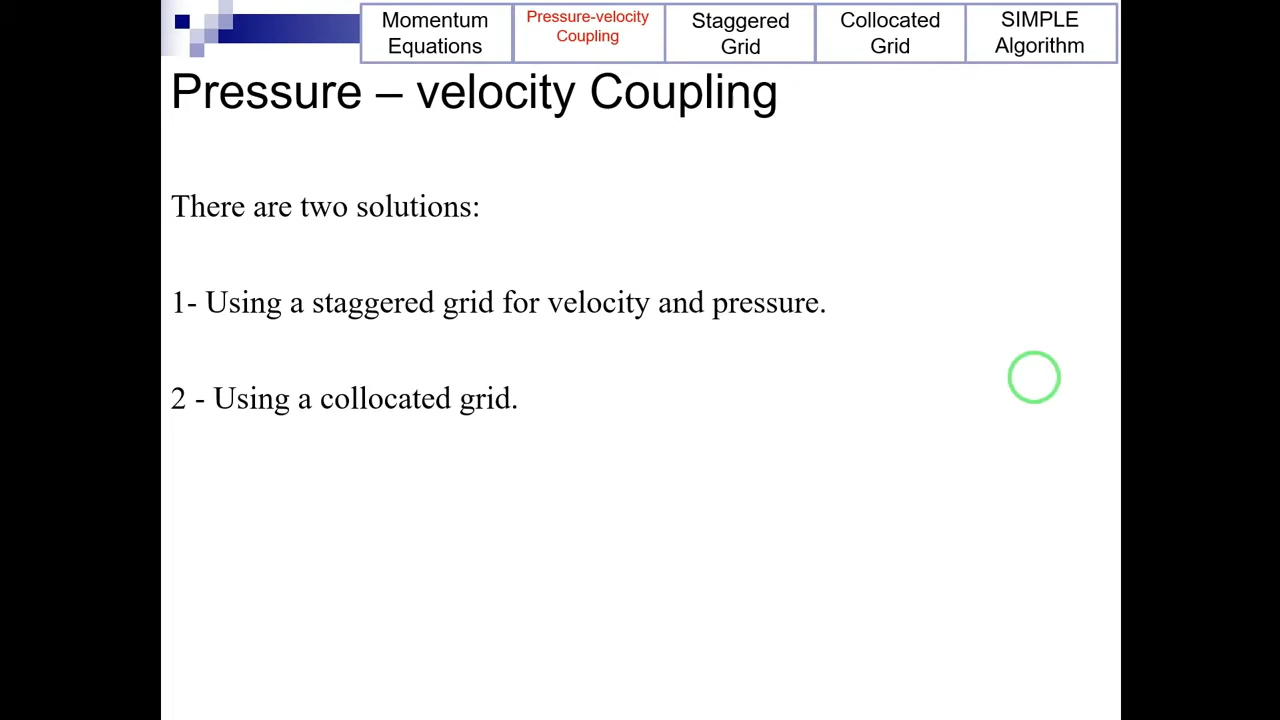 Momentum
Equations
Pressure-velocity
Coupling
Staggered
Grid
Collocated
Grid
SIMPLE
Algorithm
Pressure – velocity Coupling
There are two solutions:
1- Using a staggered grid for velocity and pressure.
2 - Using a collocated grid.